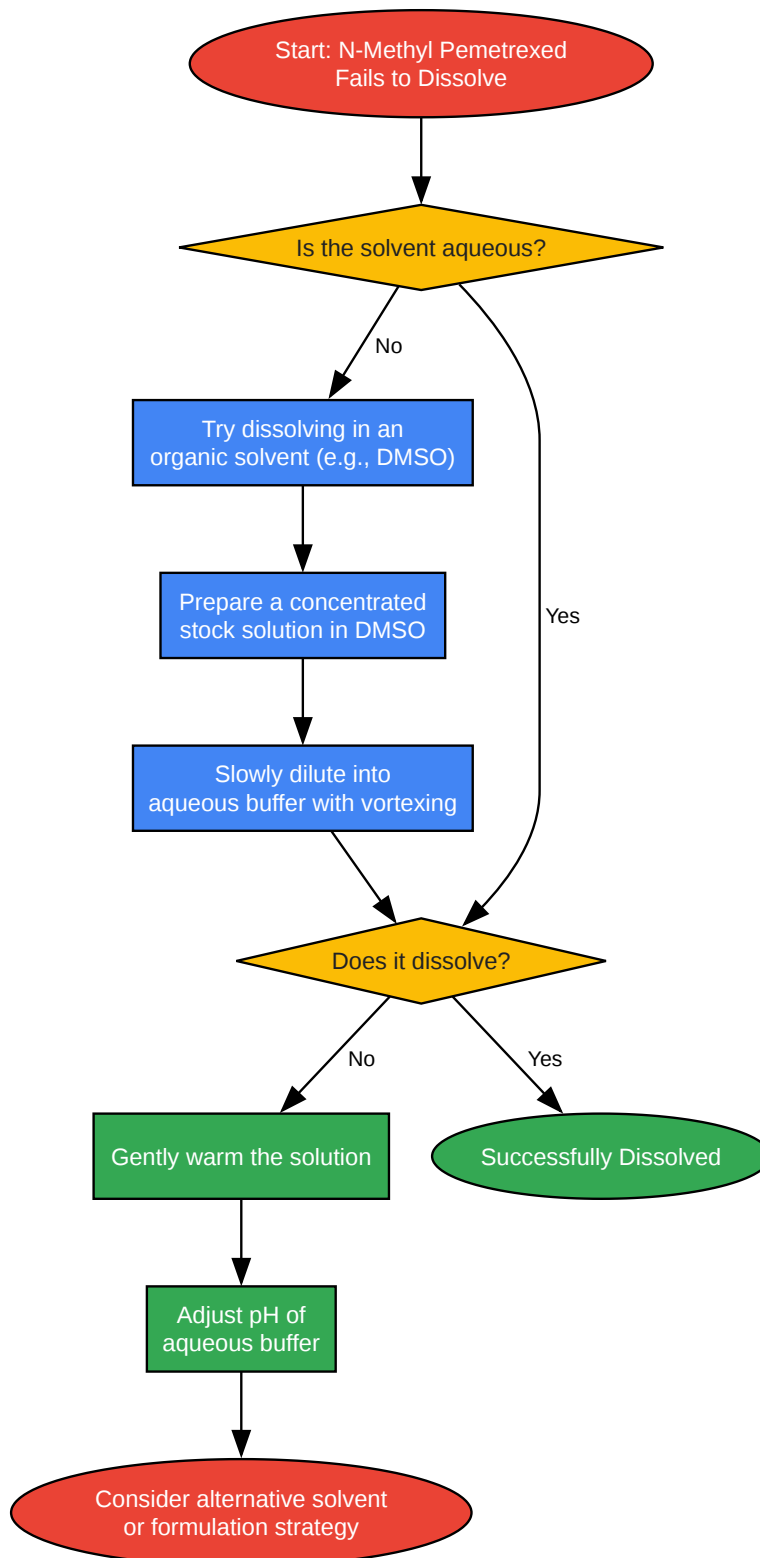 Start: N-Methyl Pemetrexed
Fails to Dissolve
Is the solvent aqueous?
No
Try dissolving in an
organic solvent (e.g., DMSO)
Prepare a concentrated
stock solution in DMSO
Yes
Slowly dilute into
aqueous buffer with vortexing
Does it dissolve?
No
Yes
Gently warm the solution
Successfully Dissolved
Adjust pH of
aqueous buffer
Consider alternative solvent
or formulation strategy